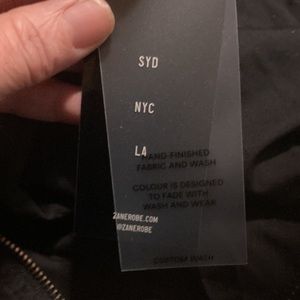 SYD
NYC
LA
HAND-FINISHED
FABRIC AND WASH
COLOUR IS DESIGNED
TO FADE WITH
WASH AND WEAR
ZANEROBE.COM
@ZANEROBE
CUSTOM WASH